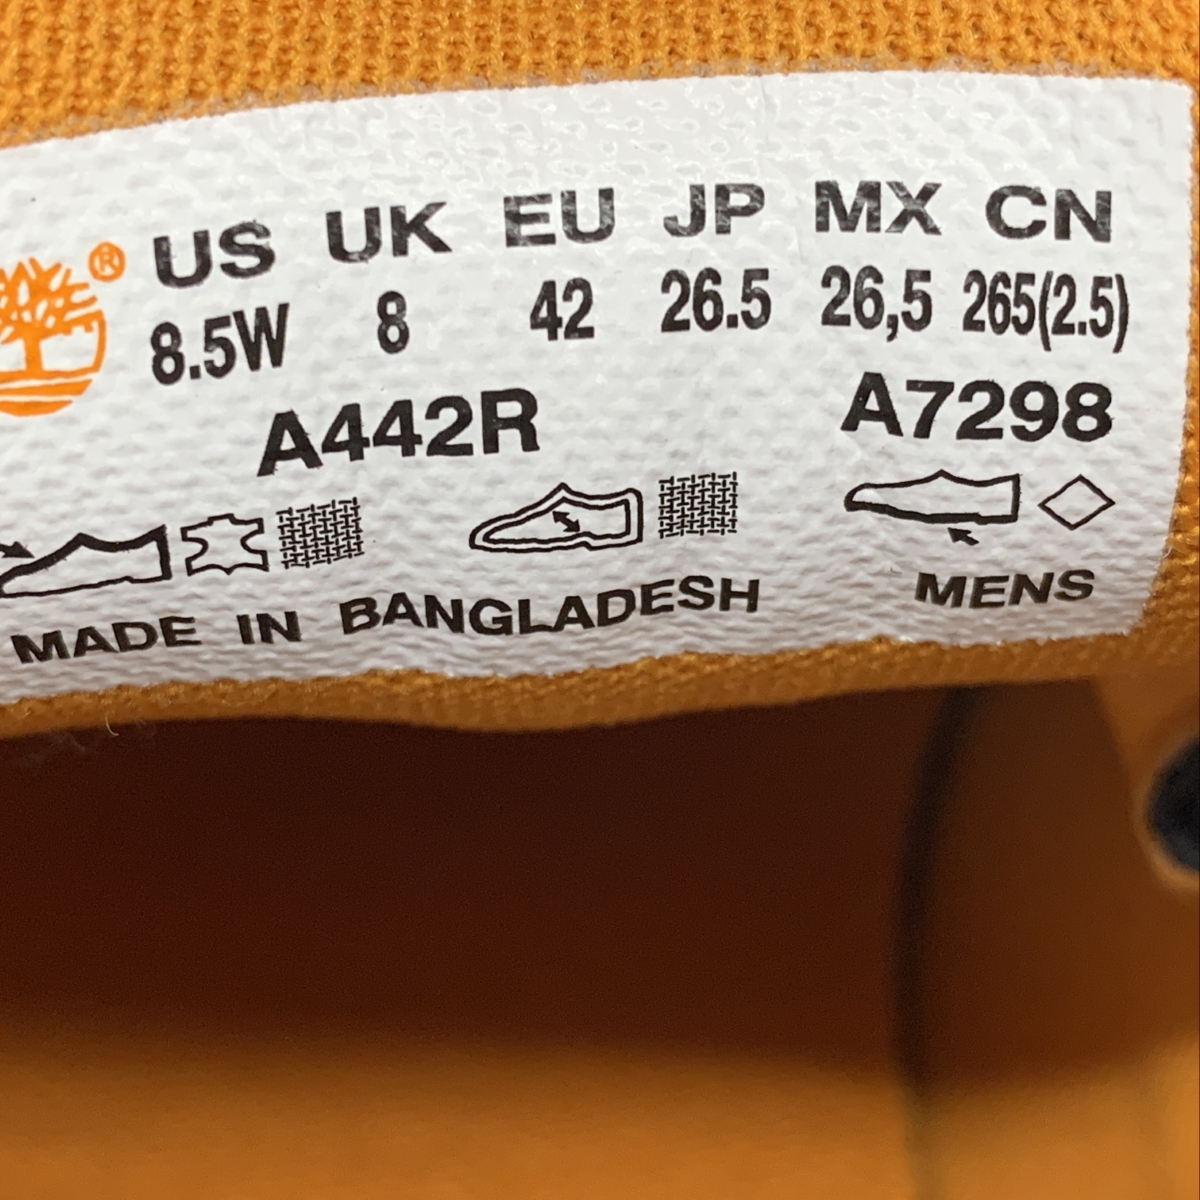 ® US UK EU JP MX CN
8.5W 8 42 26.5 26,5 265(2.5)
A442R A7298
MADE IN BANGLADESH MENS